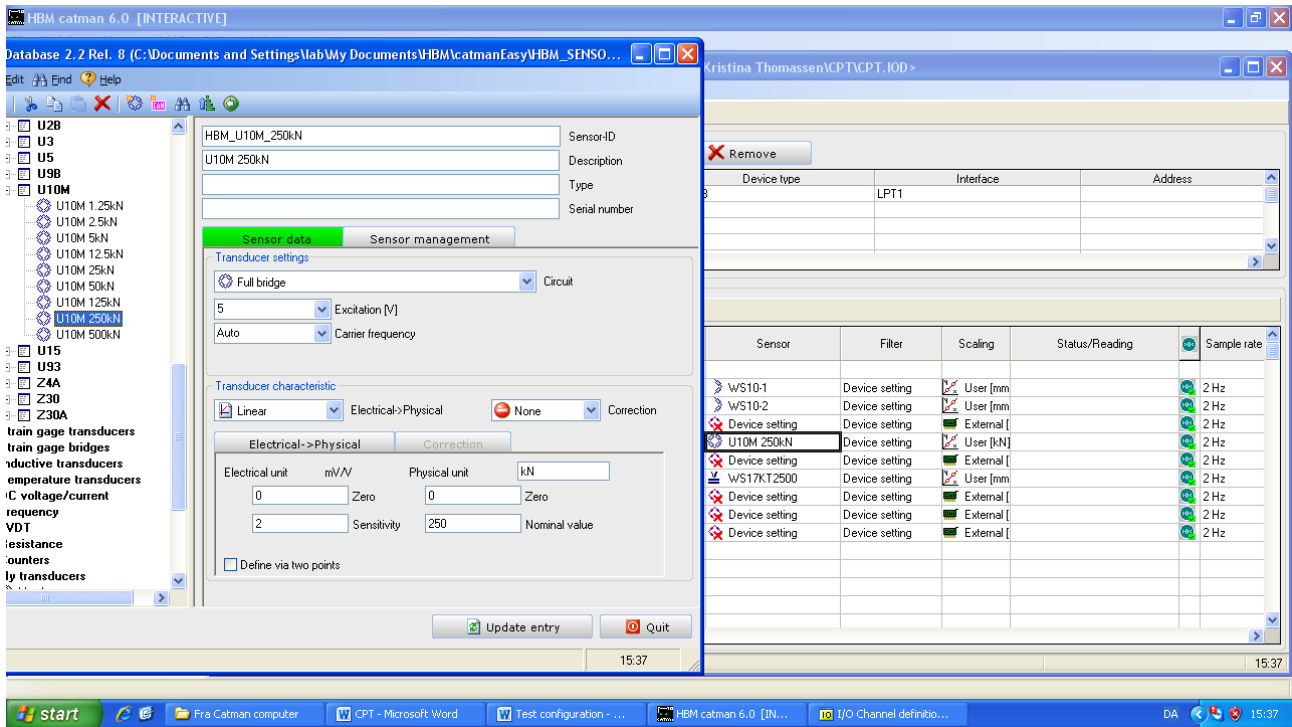 HBM catman 6.0 [INTERACTIVE]
Database 2.2 Rel. 8 (C:\Documents and Settings\lab\My Documents\HBM\catmanEasy\HBM_SENSO...
Edit Find Help
U2B
U3
U5
U9B
U10M
U10M 1.25kN
U10M 2.5kN
U10M 5kN
U10M 12.5kN
U10M 25kN
U10M 50kN
U10M 125kN
U10M 250kN
U10M 500kN
U15
U93
Z4A
Z30
Z30A
train gage transducers
train gage bridges
nductive transducers
emperature transducers
C voltage/current
requency
VDT
esistance
ounters
ly transducers
HBM_U10M_250kN Sensor-ID
U10M 250kN Description
Type
Serial number
Sensor data Sensor management
Transducer settings
Full bridge Circuit
5 Excitation [V]
Auto Carrier frequency
Transducer characteristic
Linear Electrical->Physical None Correction
Electrical->Physical Correction
Electrical unit mV/V Physical unit kN
0 Zero 0 Zero
2 Sensitivity 250 Nominal value
Define via two points
Update entry Quit
15:37
Kristina Thomassen\CPT\CPT.IOD>
Remove
Device type Interface Address
LPT1
Sensor Filter Scaling Status/Reading Sample rate
WS10-1 Device setting User [mm 2 Hz
WS10-2 Device setting User [mm 2 Hz
Device setting Device setting External [ 2 Hz
U10M 250kN Device setting User [kN] 2 Hz
Device setting Device setting External [ 2 Hz
WS17KT2500 Device setting User [mm 2 Hz
Device setting Device setting External [ 2 Hz
Device setting Device setting External [ 2 Hz
Device setting Device setting External [ 2 Hz
15:37
start Fra Catman computer CPT - Microsoft Word Test configuration - ... HBM catman 6.0 [IN... I/O Channel definitio... DA 15:37